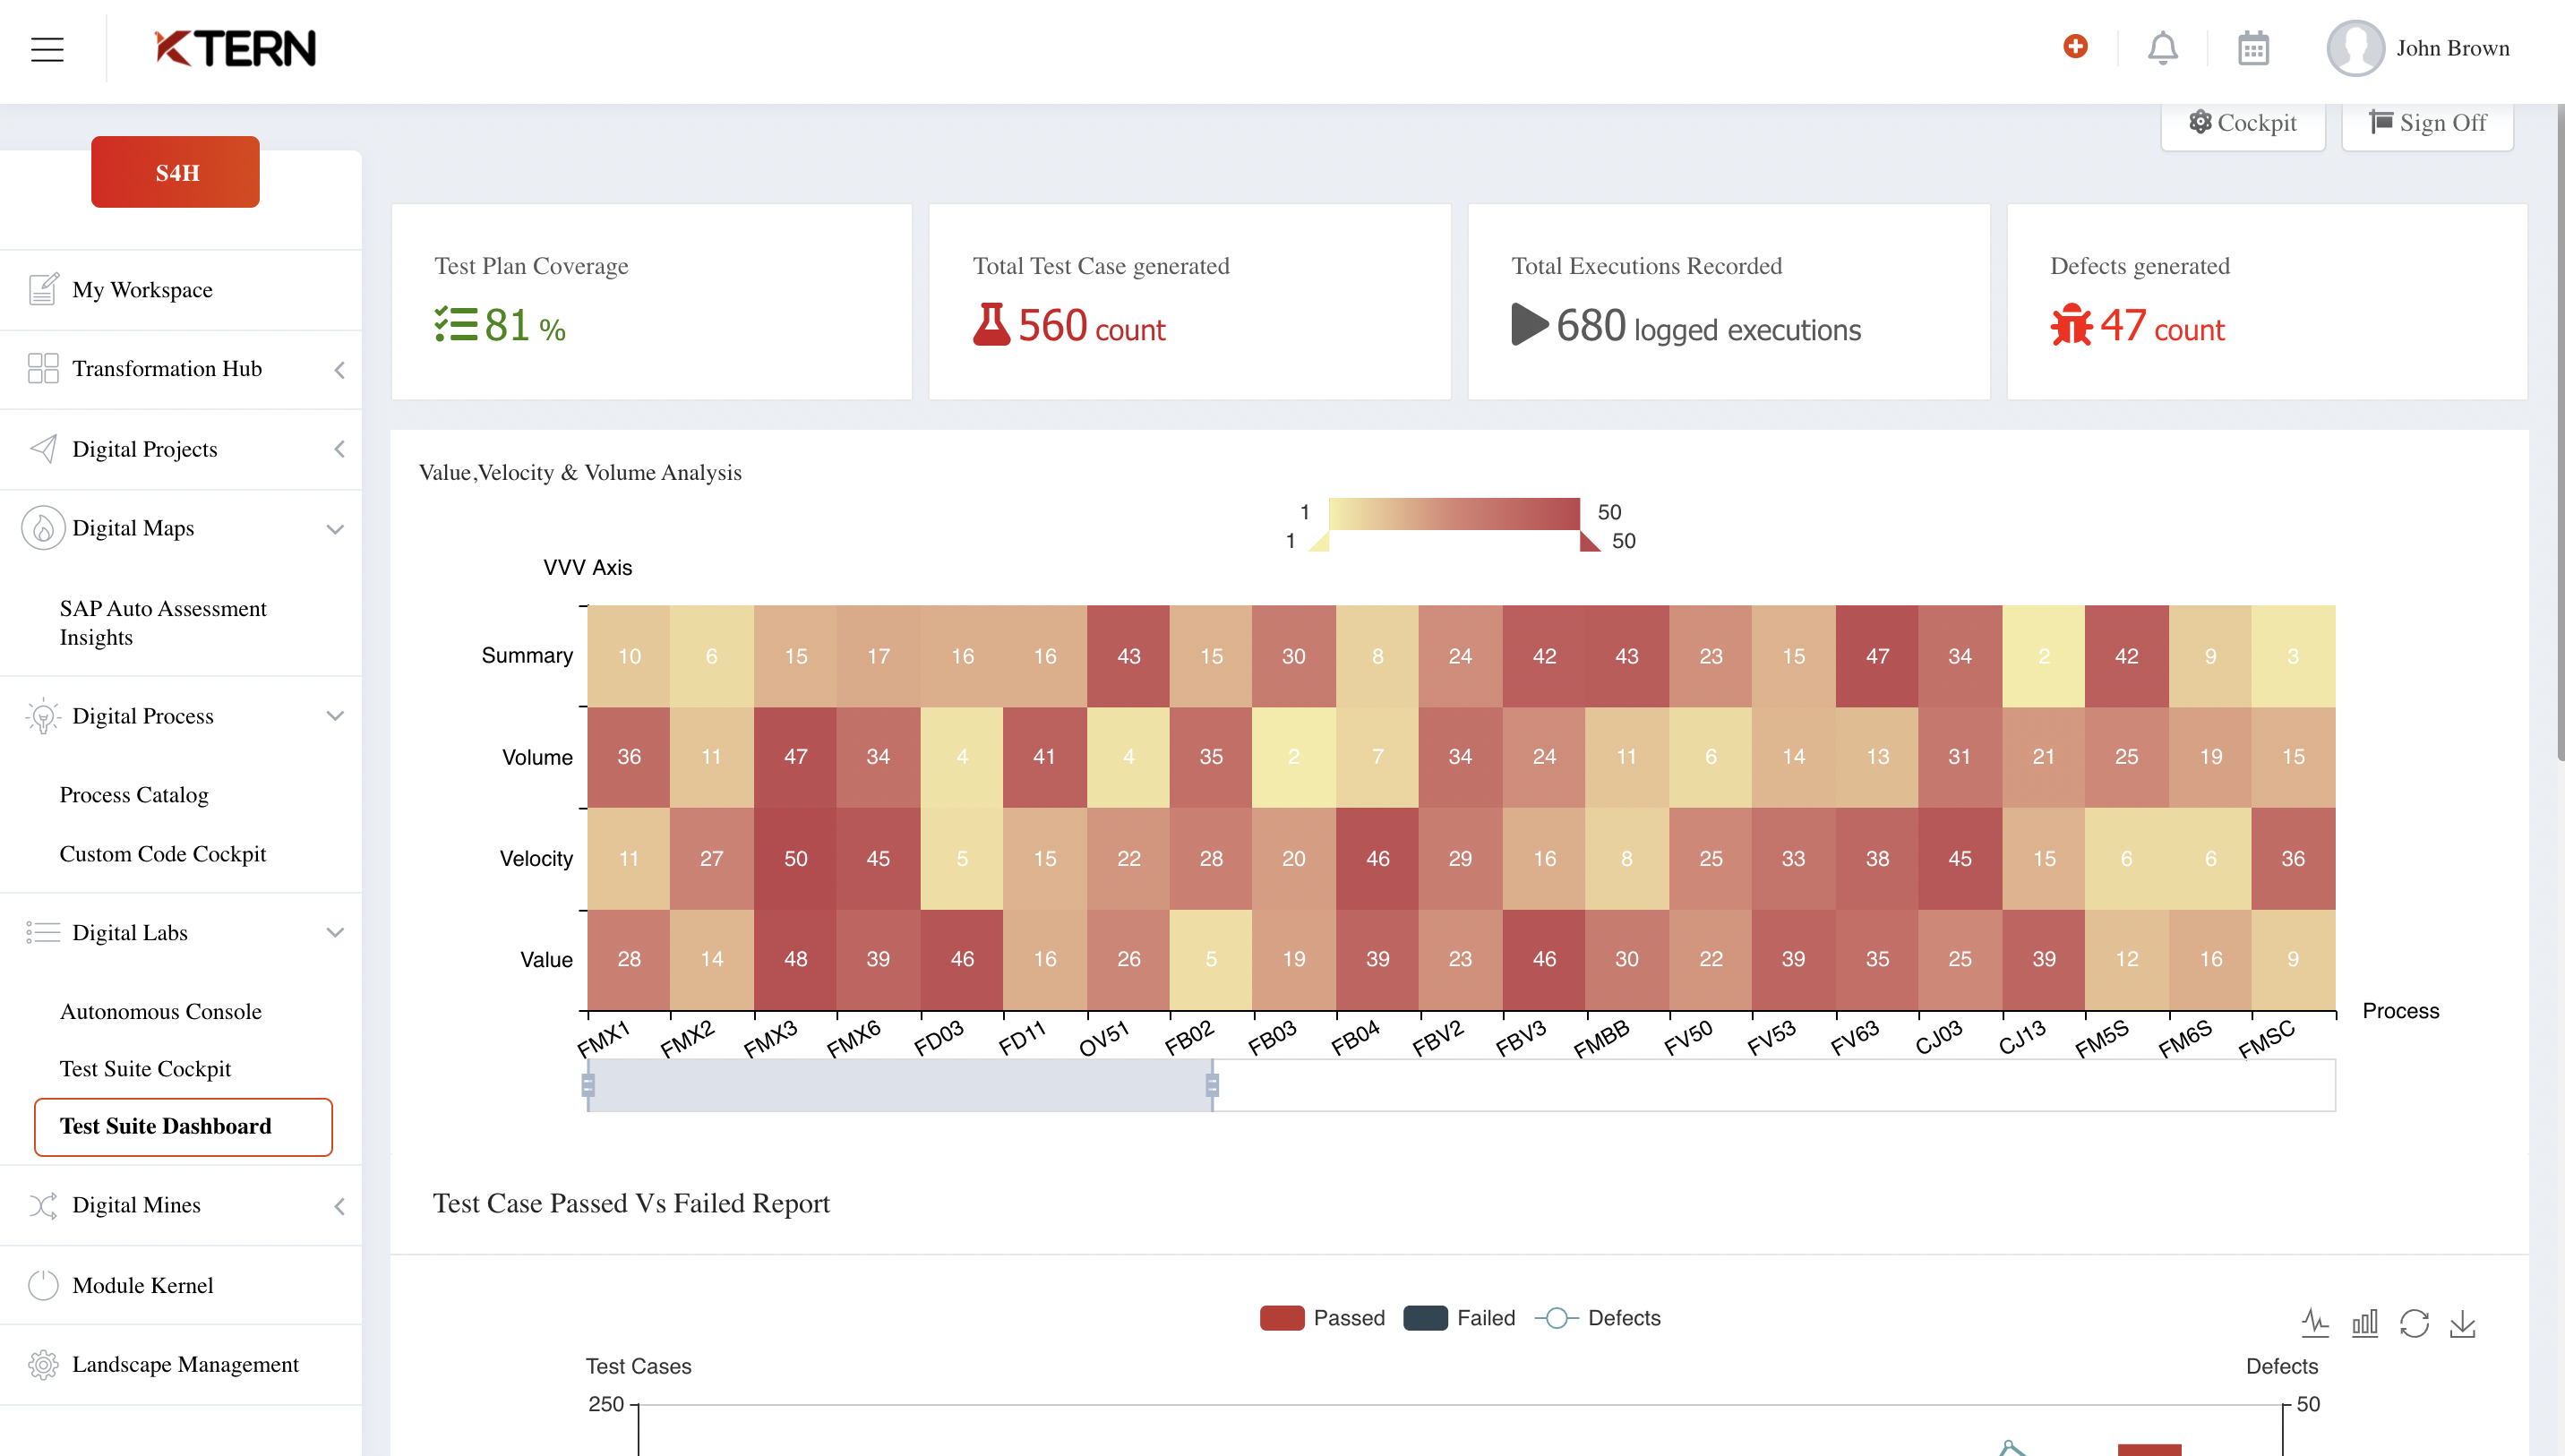 KTERN
John Brown
Cockpit
Sign Off
S4H
My Workspace
Transformation Hub
Digital Projects
Digital Maps
SAP Auto Assessment
Insights
Digital Process
Process Catalog
Custom Code Cockpit
Digital Labs
Autonomous Console
Test Suite Cockpit
Test Suite Dashboard
Digital Mines
Module Kernel
Landscape Management
Test Plan Coverage
81 %
Total Test Case generated
560 count
Total Executions Recorded
680 logged executions
Defects generated
47 count
Value,Velocity & Volume Analysis
1 50
1 50
VVV Axis
Summary 10 6 15 17 16 16 43 15 30 8 24 42 43 23 15 47 34 2 42 9 3
Volume 36 11 47 34 4 41 4 35 2 7 34 24 11 6 14 13 31 21 25 19 15
Velocity 11 27 50 45 5 15 22 28 20 46 29 16 8 25 33 38 45 15 6 6 36
Value 28 14 48 39 46 16 26 5 19 39 23 46 30 22 39 35 25 39 12 16 9
Process
FMX1 FMX2 FMX3 FMX6 FD03 FD11 OV51 FB02 FB03 FB04 FBV2 FBV3 FMBB FV50 FV53 FV63 CJ03 CJ13 FM5S FM6S FMSC
Test Case Passed Vs Failed Report
Passed Failed Defects
Test Cases Defects
250 50